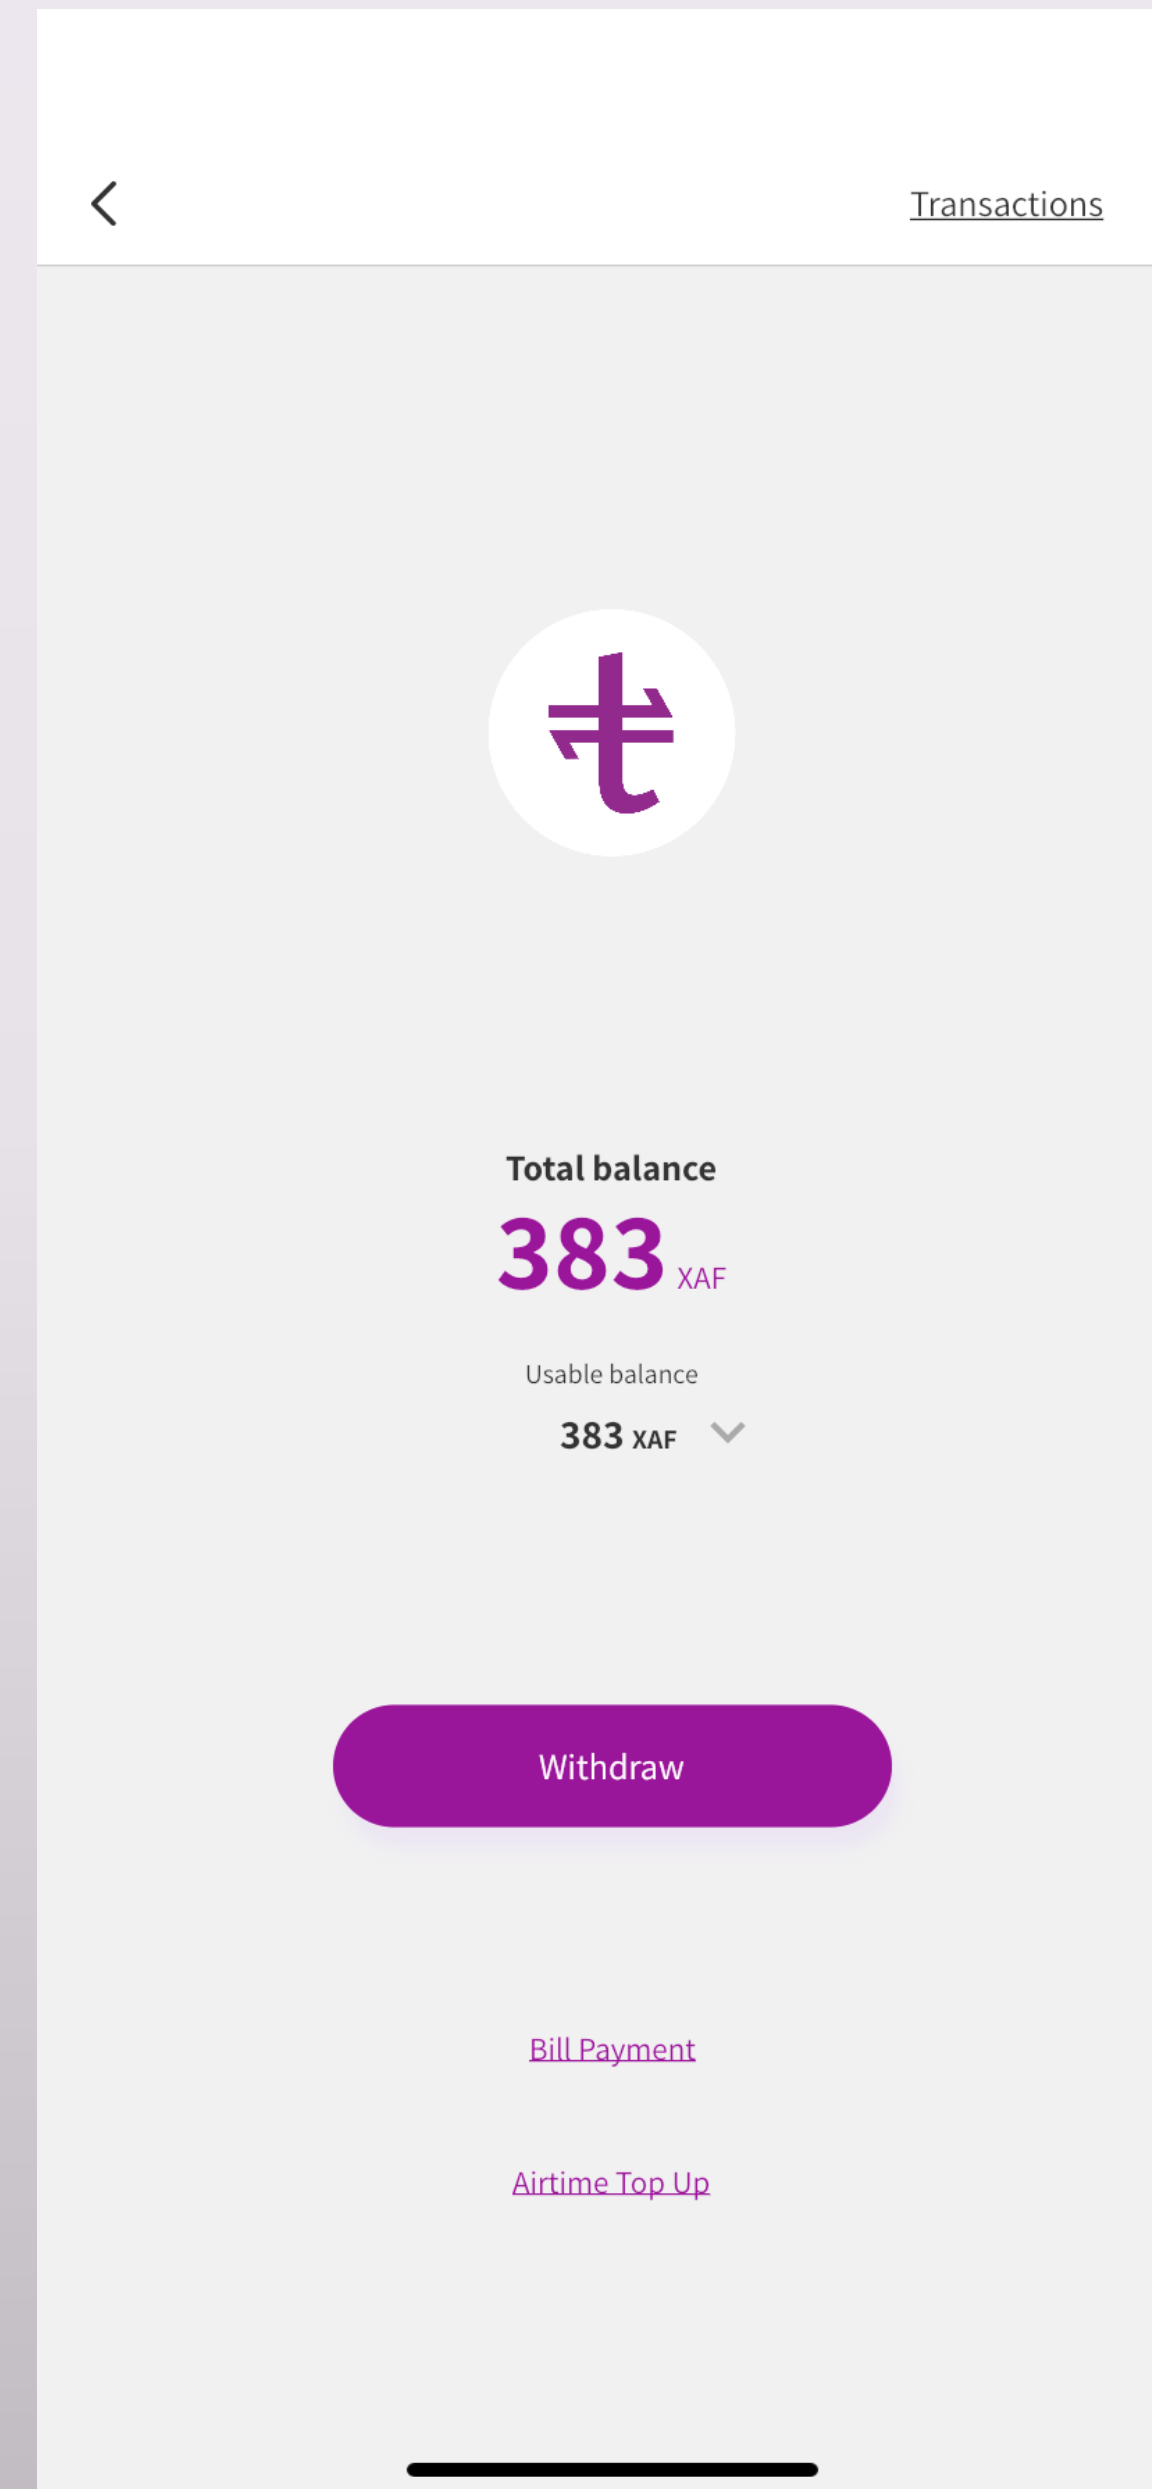 Transactions
Total balance
383 XAF
Usable balance
383 XAF
Withdraw
Bill Payment
Airtime Top Up